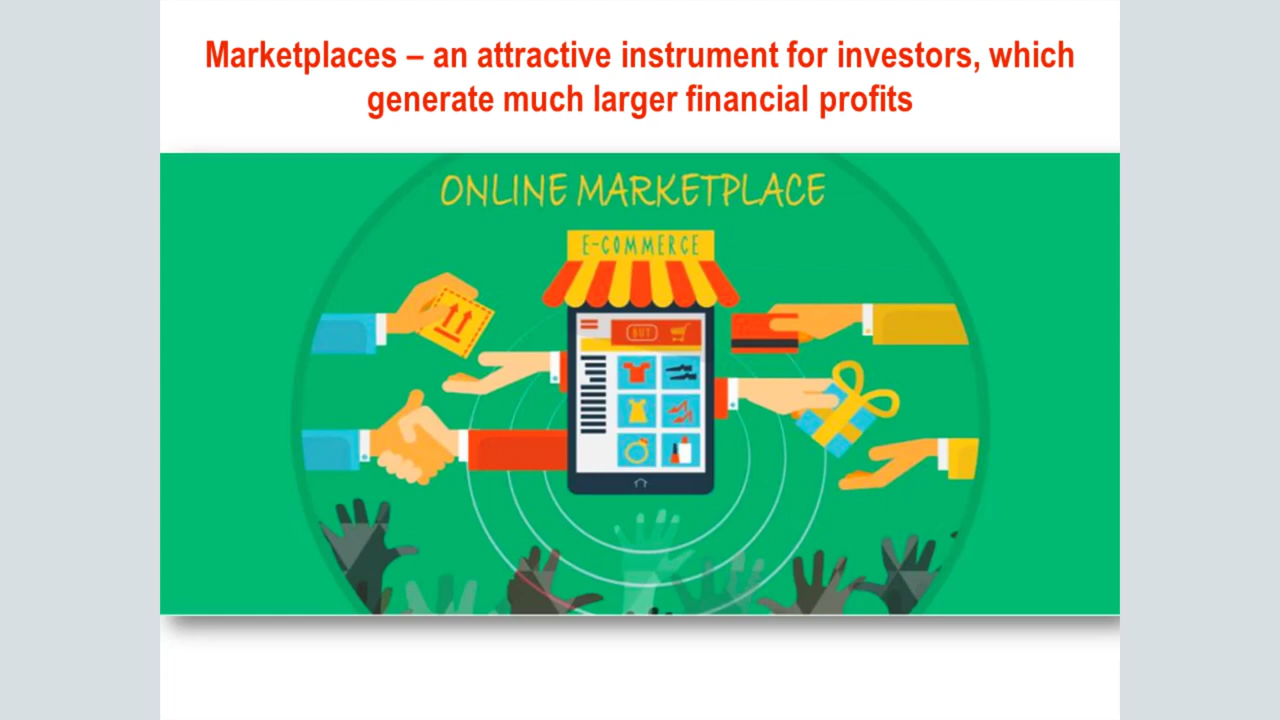 Marketplaces – an attractive instrument for investors, which
generate much larger financial profits
ONLINE MARKETPLACE
E-COMMERCE
BUY